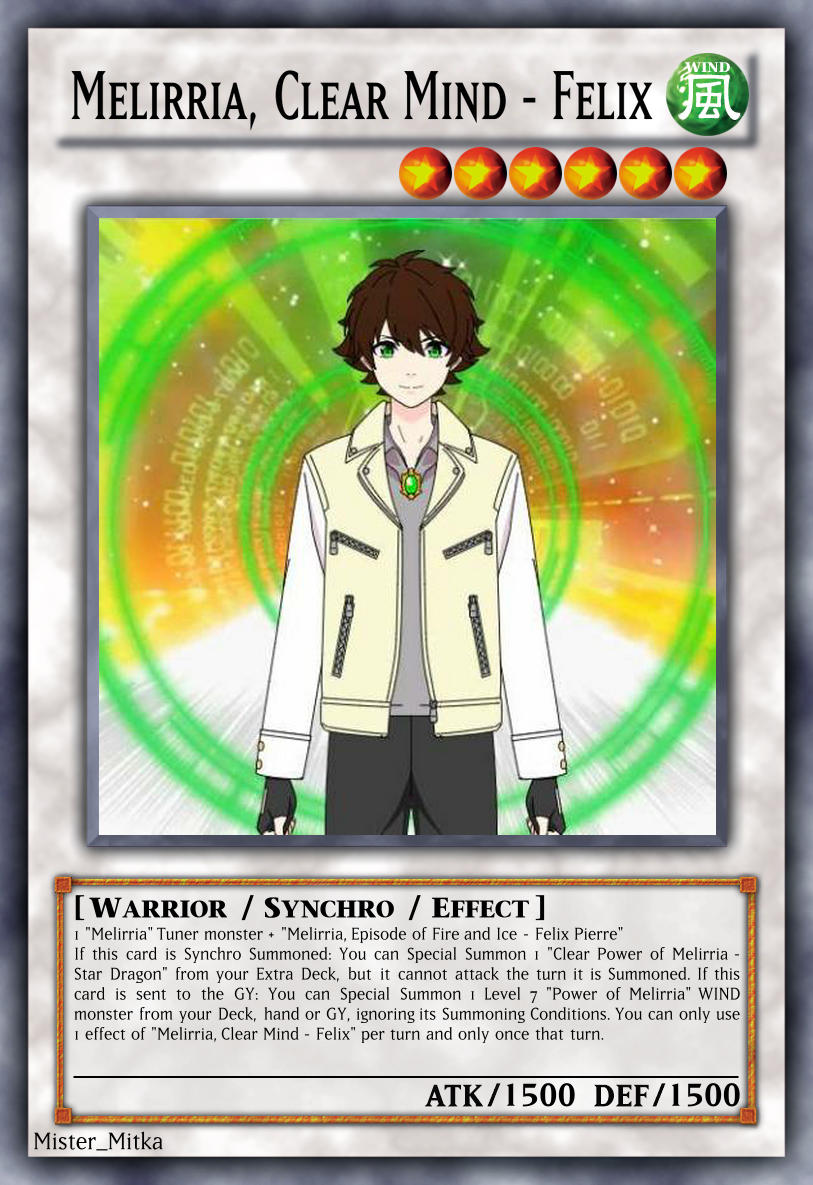 Melirria, Clear Mind - Felix
WIND
風
[ Warrior / Synchro / Effect ]
1 "Melirria" Tuner monster + "Melirria, Episode of Fire and Ice - Felix Pierre"
If this card is Synchro Summoned: You can Special Summon 1 "Clear Power of Melirria -
Star Dragon" from your Extra Deck, but it cannot attack the turn it is Summoned. If this
card is sent to the GY: You can Special Summon 1 Level 7 "Power of Melirria" WIND
monster from your Deck, hand or GY, ignoring its Summoning Conditions. You can only use
1 effect of "Melirria, Clear Mind - Felix" per turn and only once that turn.
ATK/1500 DEF/1500
Mister_Mitka